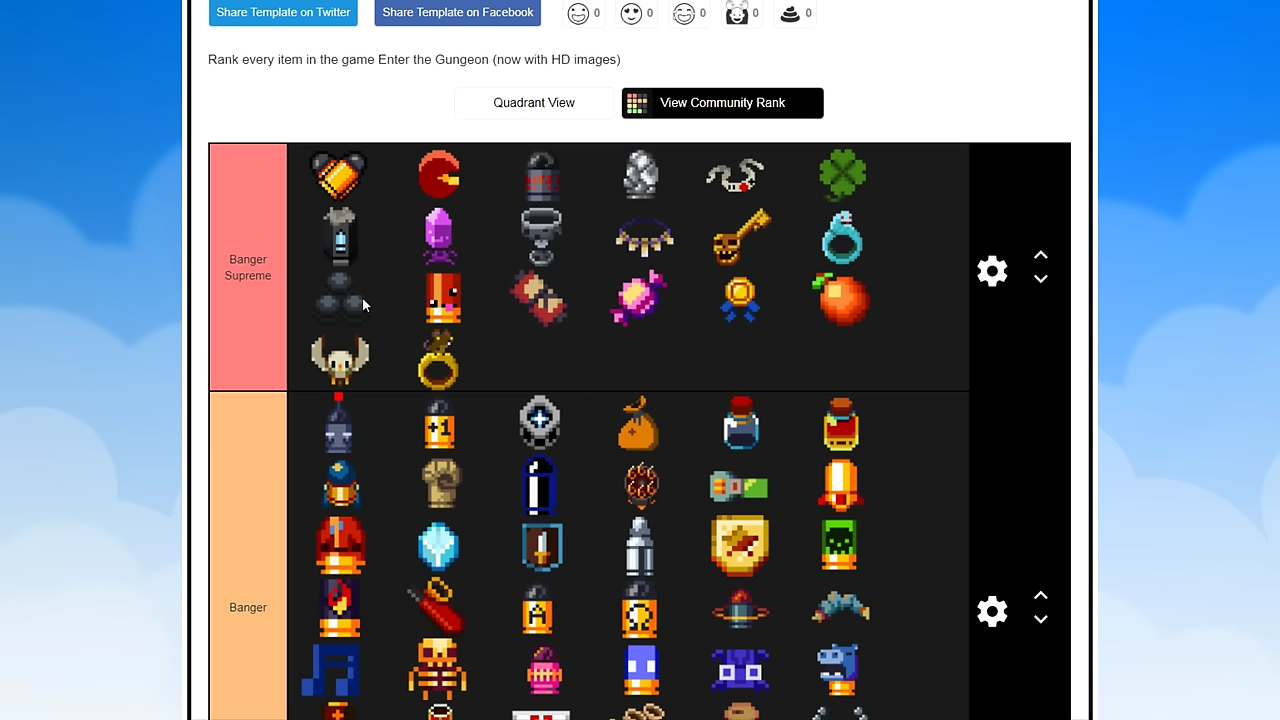 Share Template on Twitter
Share Template on Facebook
0
0
0
0
0
Rank every item in the game Enter the Gungeon (now with HD images)
Quadrant View
View Community Rank
Banger
Supreme
+1
Banger
A
Ω